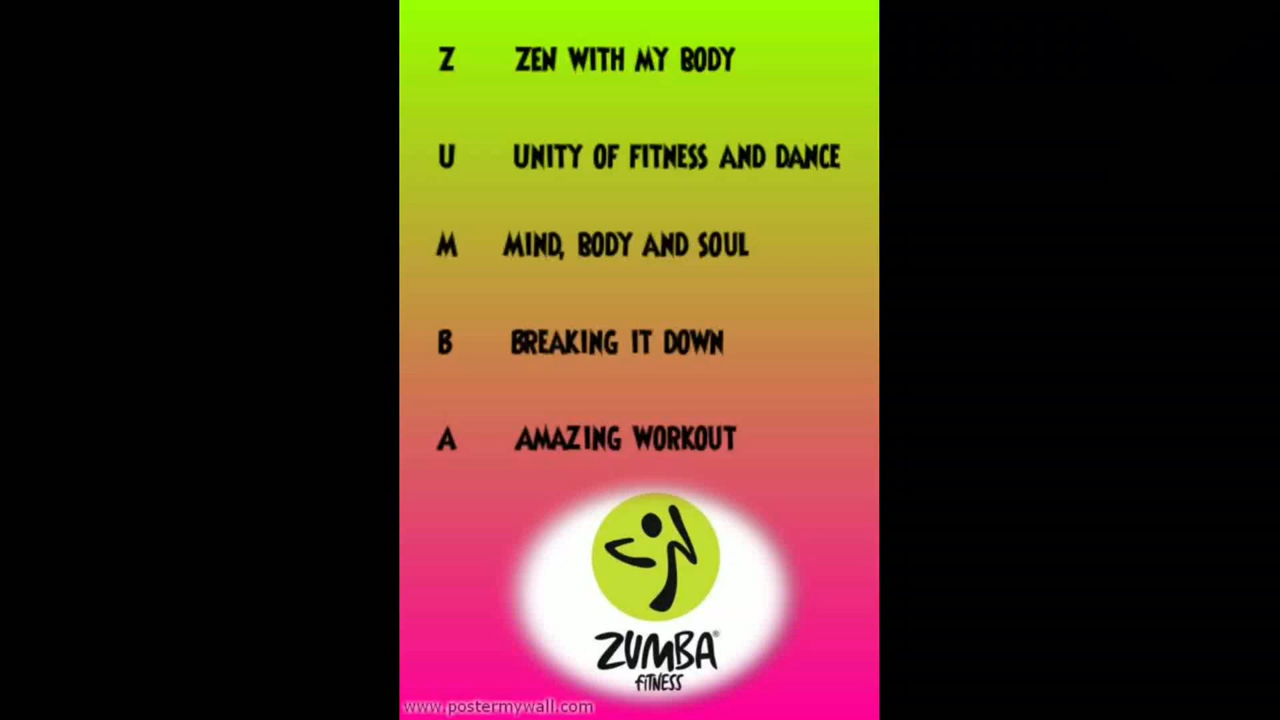 Z ZEN WITH MY BODY
U UNITY OF FITNESS AND DANCE
M MIND, BODY AND SOUL
B BREAKING IT DOWN
A AMAZING WORKOUT
ZUMBA®
FITNESS
www.postermywall.com